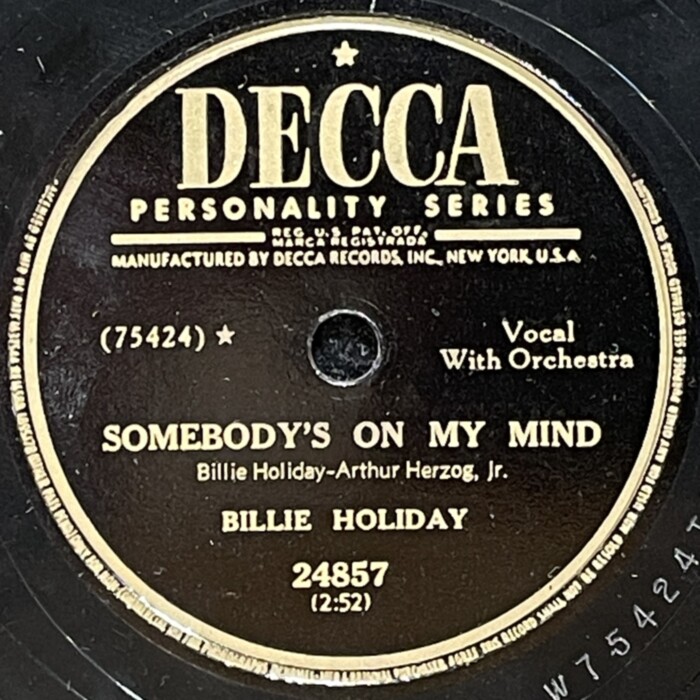 DECCA
PERSONALITY SERIES
REG. U.S. PAT. OFF.
MARCA REGISTRADA
MANUFACTURED BY DECCA RECORDS, INC., NEW YORK, U.S.A.
(75424) ★
Vocal
With Orchestra
SOMEBODY'S ON MY MIND
Billie Holiday-Arthur Herzog, Jr.
BILLIE HOLIDAY
24857
(2:52)
W 75424